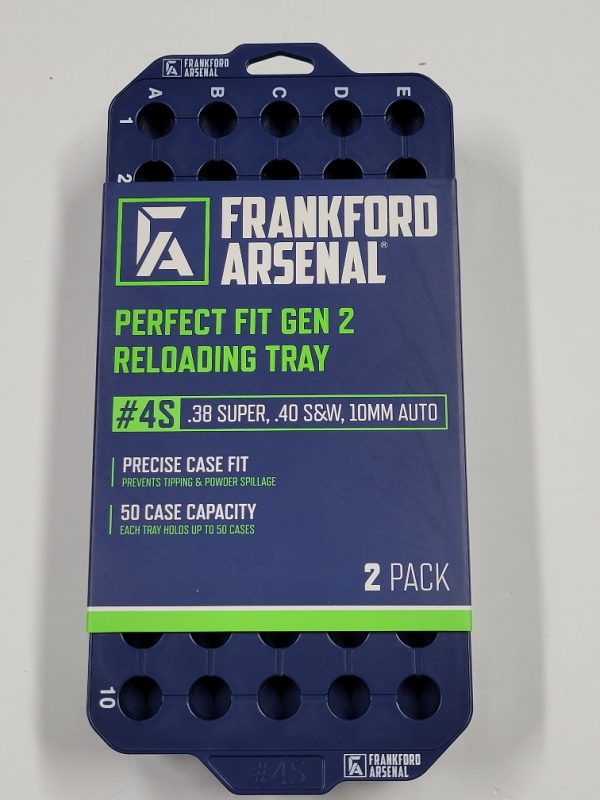 FRANKFORD
ARSENAL
A B C D E
1
2
FRANKFORD
ARSENAL®
PERFECT FIT GEN 2
RELOADING TRAY
#4S .38 SUPER, .40 S&W, 10MM AUTO
PRECISE CASE FIT
PREVENTS TIPPING & POWDER SPILLAGE
50 CASE CAPACITY
EACH TRAY HOLDS UP TO 50 CASES
2 PACK
10
#4S
FRANKFORD
ARSENAL